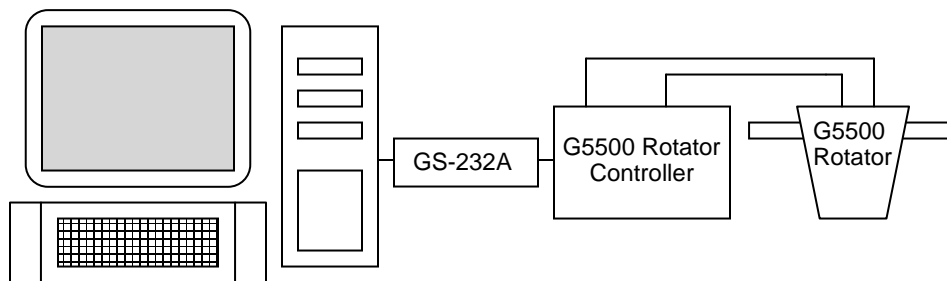 GS-232A
G5500 Rotator
Controller
G5500
Rotator